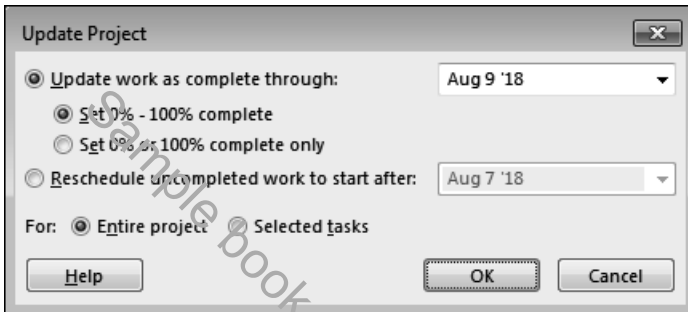 Update Project
Update work as complete through: Aug 9 '18
Set 0% - 100% complete
Set 0% or 100% complete only
Reschedule uncompleted work to start after: Aug 7 '18
For: Entire project Selected tasks
Help OK Cancel
Sample book